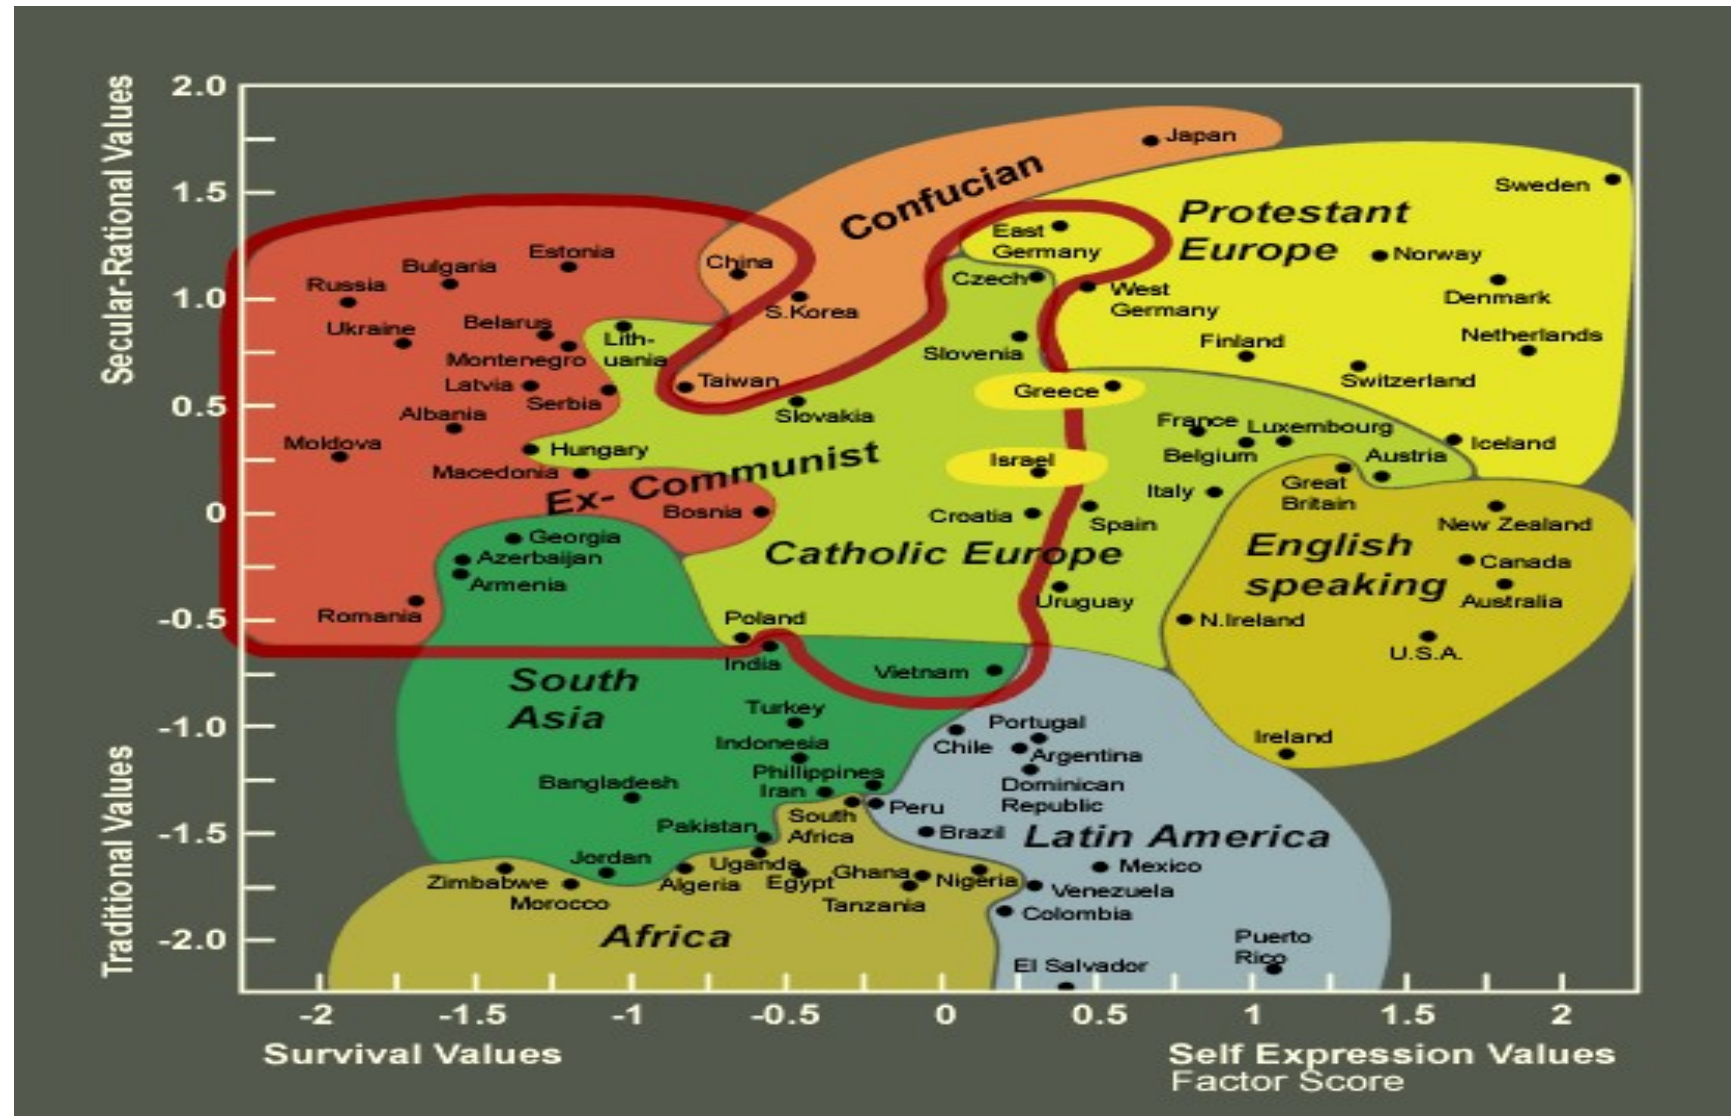 Secular-Rational Values
Traditional Values
2.0
1.5
1.0
0.5
0
-0.5
-1.0
-1.5
-2.0
Japan
Confucian
Sweden
Protestant
Europe
East
Germany
Norway
Estonia
China
Bulgaria
Czech
Russia
West
Germany
Denmark
S.Korea
Ukraine
Belarus
Lith-
uania
Montenegro
Slovenia
Finland
Netherlands
Latvia
Serbia
Taiwan
Greece
Switzerland
Albania
Slovakia
France
Luxembourg
Belgium
Iceland
Moldova
Hungary
Macedonia
Ex- Communist
Israel
Austria
Great
Britain
Italy
Bosnia
Croatia
Spain
New Zealand
Georgia
Azerbaijan
Armenia
Catholic Europe
English
speaking
Canada
Australia
Romania
Poland
Uruguay
N.Ireland
India
U.S.A.
Vietnam
South
Asia
Turkey
Indonesia
Portugal
Chile
Argentina
Ireland
Phillippines
Bangladesh
Iran
Dominican
Republic
South
Africa
Peru
Pakistan
Brazil
Latin America
Jordan
Uganda
Zimbabwe
Algeria
Egypt
Ghana
Nigeria
Mexico
Morocco
Tanzania
Venezuela
Colombia
Africa
Puerto
Rico
El Salvador
-2
-1.5
-1
-0.5
0
0.5
1
1.5
2
Survival Values
Self Expression Values
Factor Score